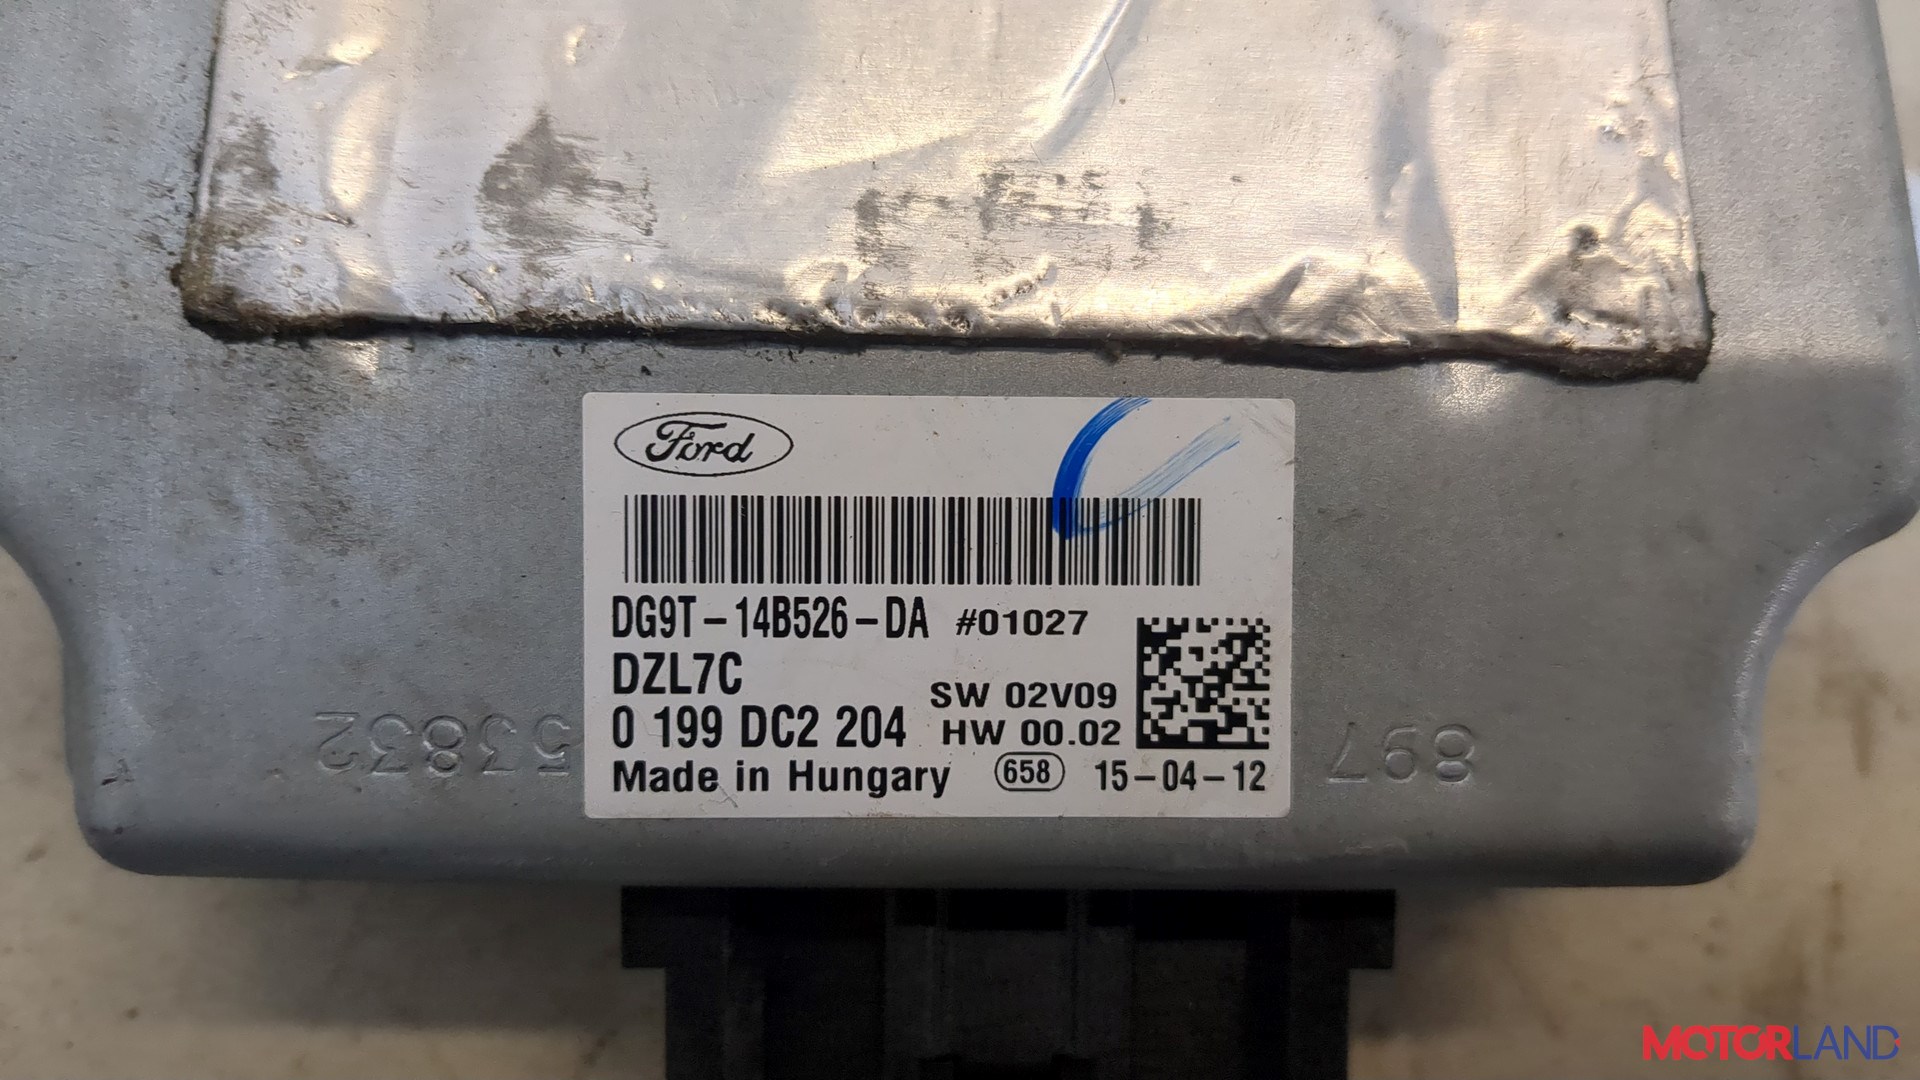 Ford
DG9T-14B526-DA #01027
DZL7C
0 199 DC2 204 SW 02V09
HW 00.02
Made in Hungary 658 15-04-12
53832
897
MOTORLAND